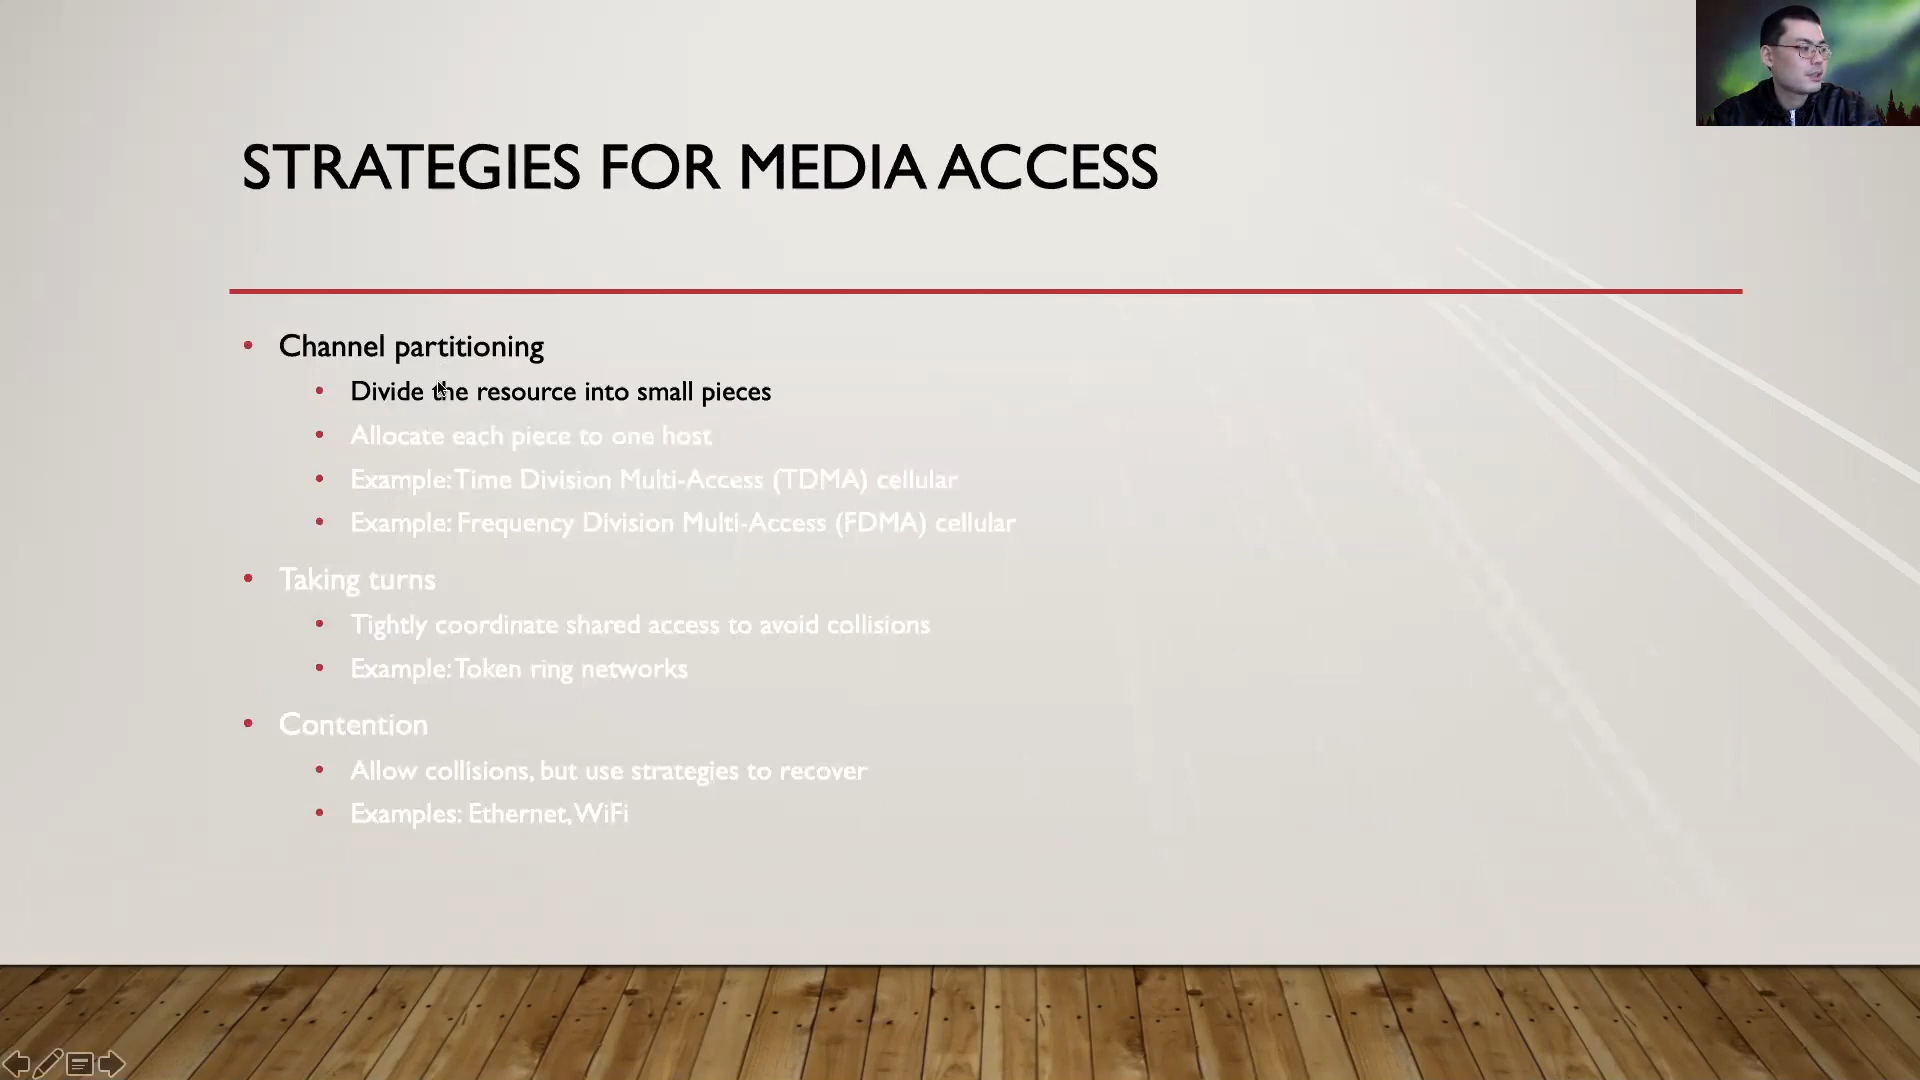 STRATEGIES FOR MEDIA ACCESS
• Channel partitioning
• Divide the resource into small pieces
• Allocate each piece to one host
• Example: Time Division Multi-Access (TDMA) cellular
• Example: Frequency Division Multi-Access (FDMA) cellular
• Taking turns
• Tightly coordinate shared access to avoid collisions
• Example: Token ring networks
• Contention
• Allow collisions, but use strategies to recover
• Examples: Ethernet, WiFi